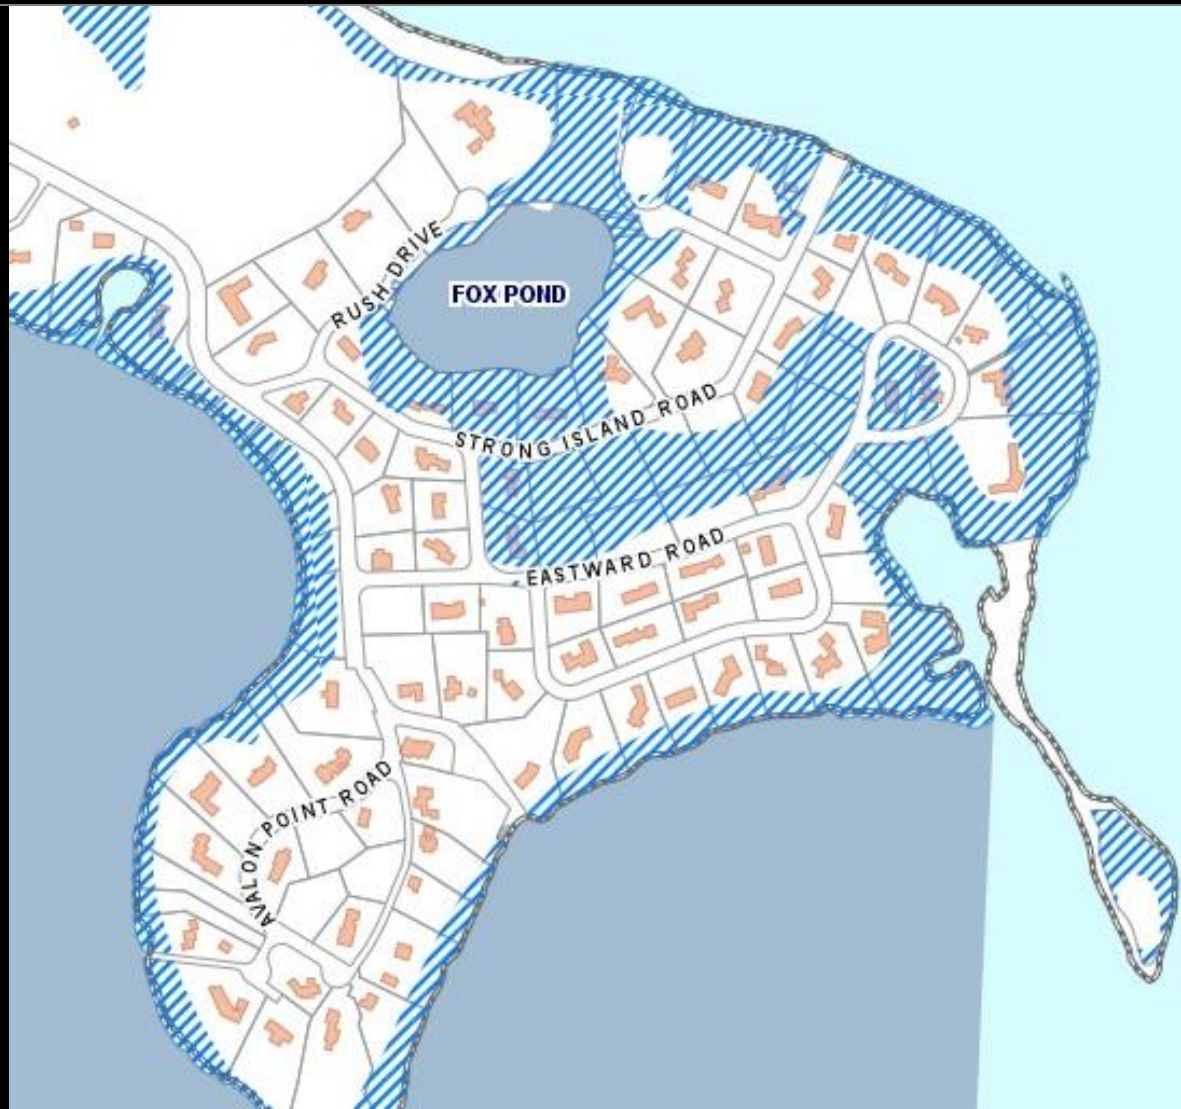 RUSH DRIVE
FOX POND
STRONG ISLAND ROAD
EASTWARD ROAD
AVALON POINT ROAD